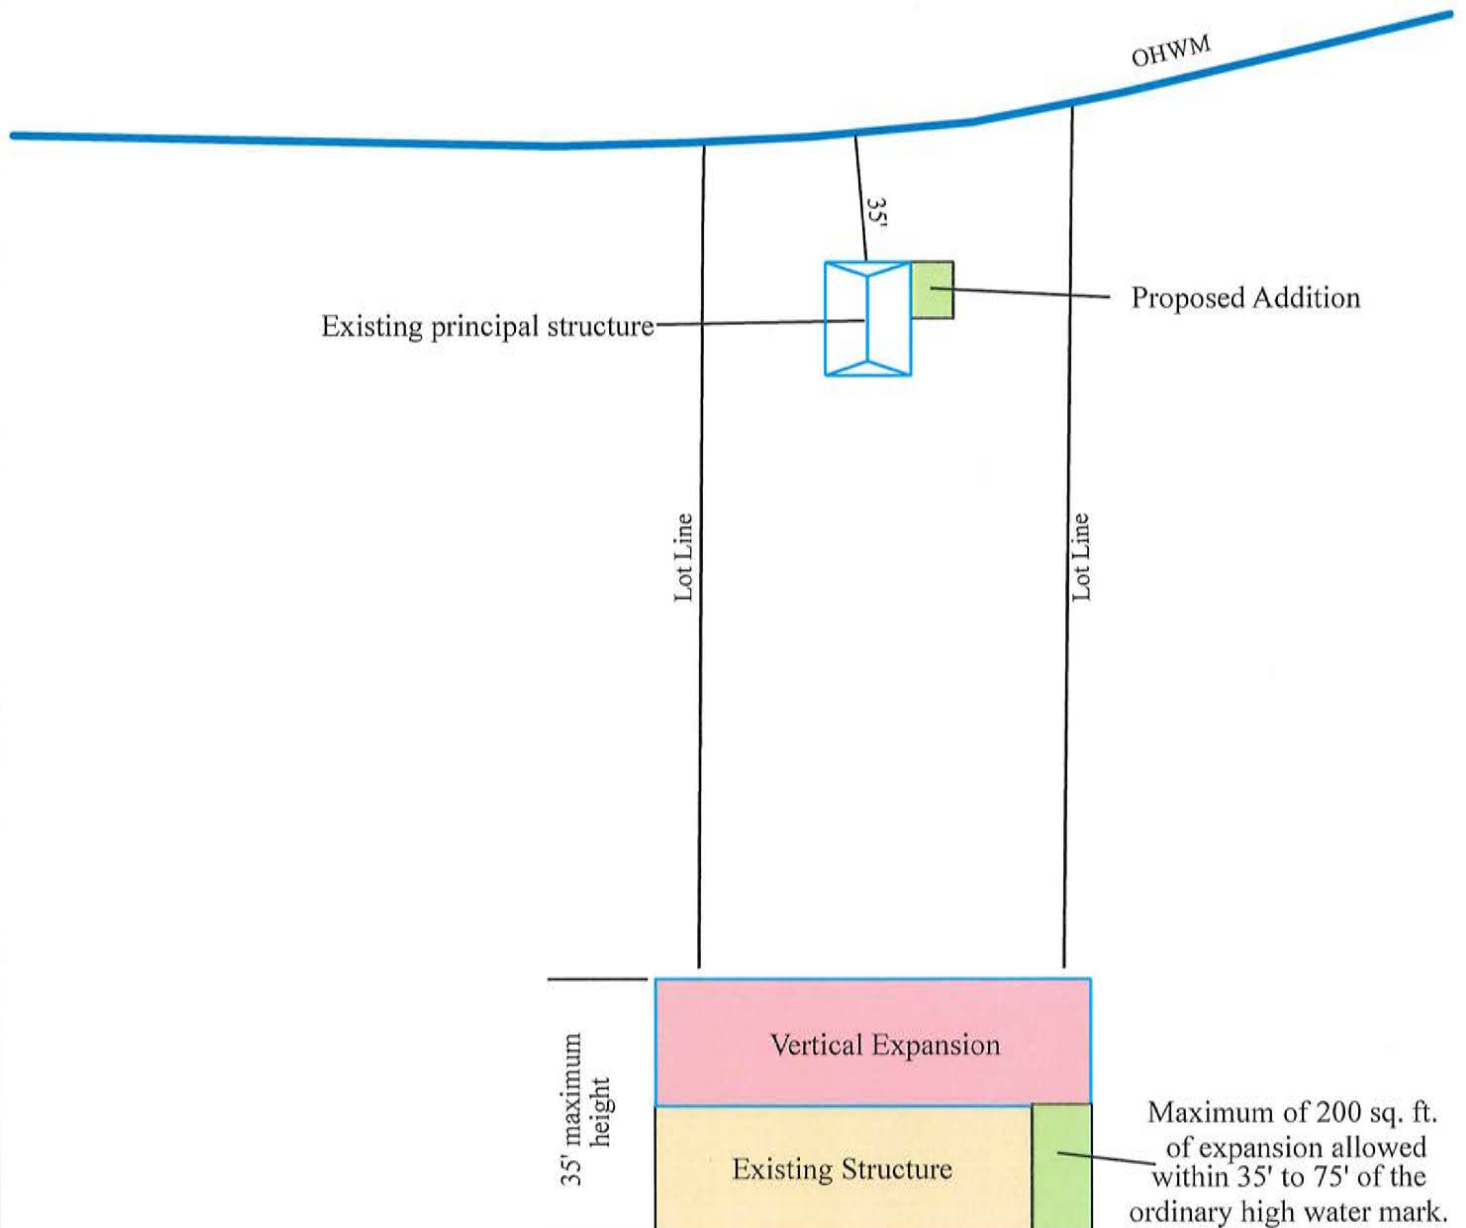 OHWM
35'
Existing principal structure
Proposed Addition
Lot Line
Lot Line
35' maximum
height
Vertical Expansion
Existing Structure
Maximum of 200 sq. ft.
of expansion allowed
within 35' to 75' of the
ordinary high water mark.